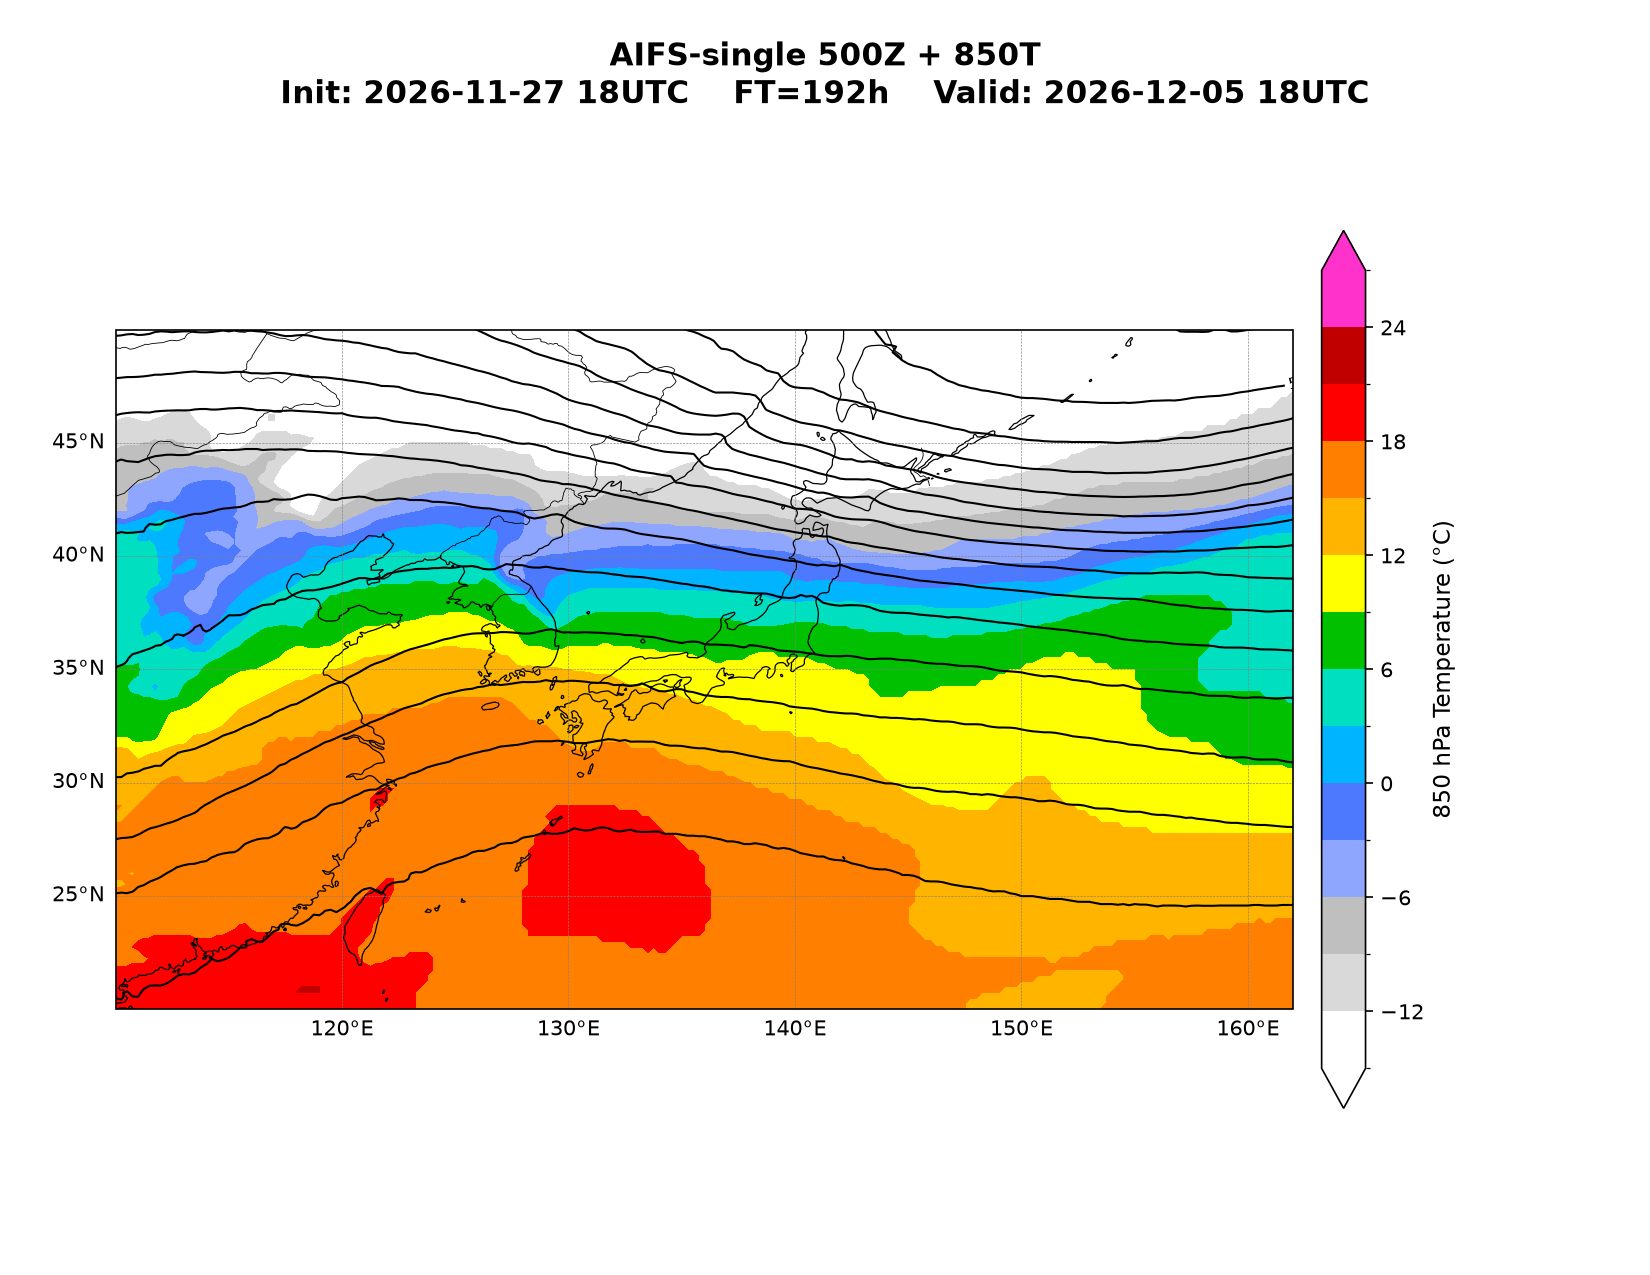 AIFS-single 500Z + 850T
Init: 2026-11-27 18UTC    FT=192h    Valid: 2026-12-05 18UTC
45°N
40°N
35°N
30°N
25°N
120°E
130°E
140°E
150°E
160°E
24
18
12
6
0
−6
−12
850 hPa Temperature (°C)